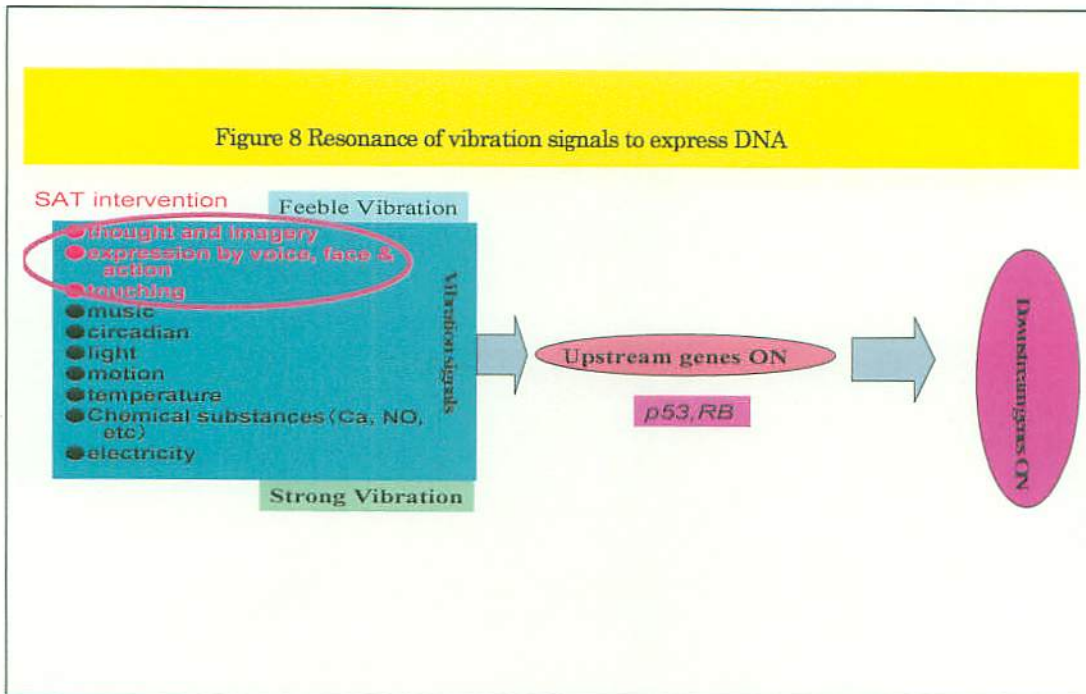 Figure 8 Resonance of vibration signals to express DNA
SAT intervention
Feeble Vibration
●thought and imagery
●expression by voice, face &
action
●touching
●music
●circadian
●light
●motion
●temperature
●Chemical substances (Ca, NO,
etc)
●electricity
Vibration signals
Strong Vibration
Upstream genes ON
p53,RB
Downstream genes ON